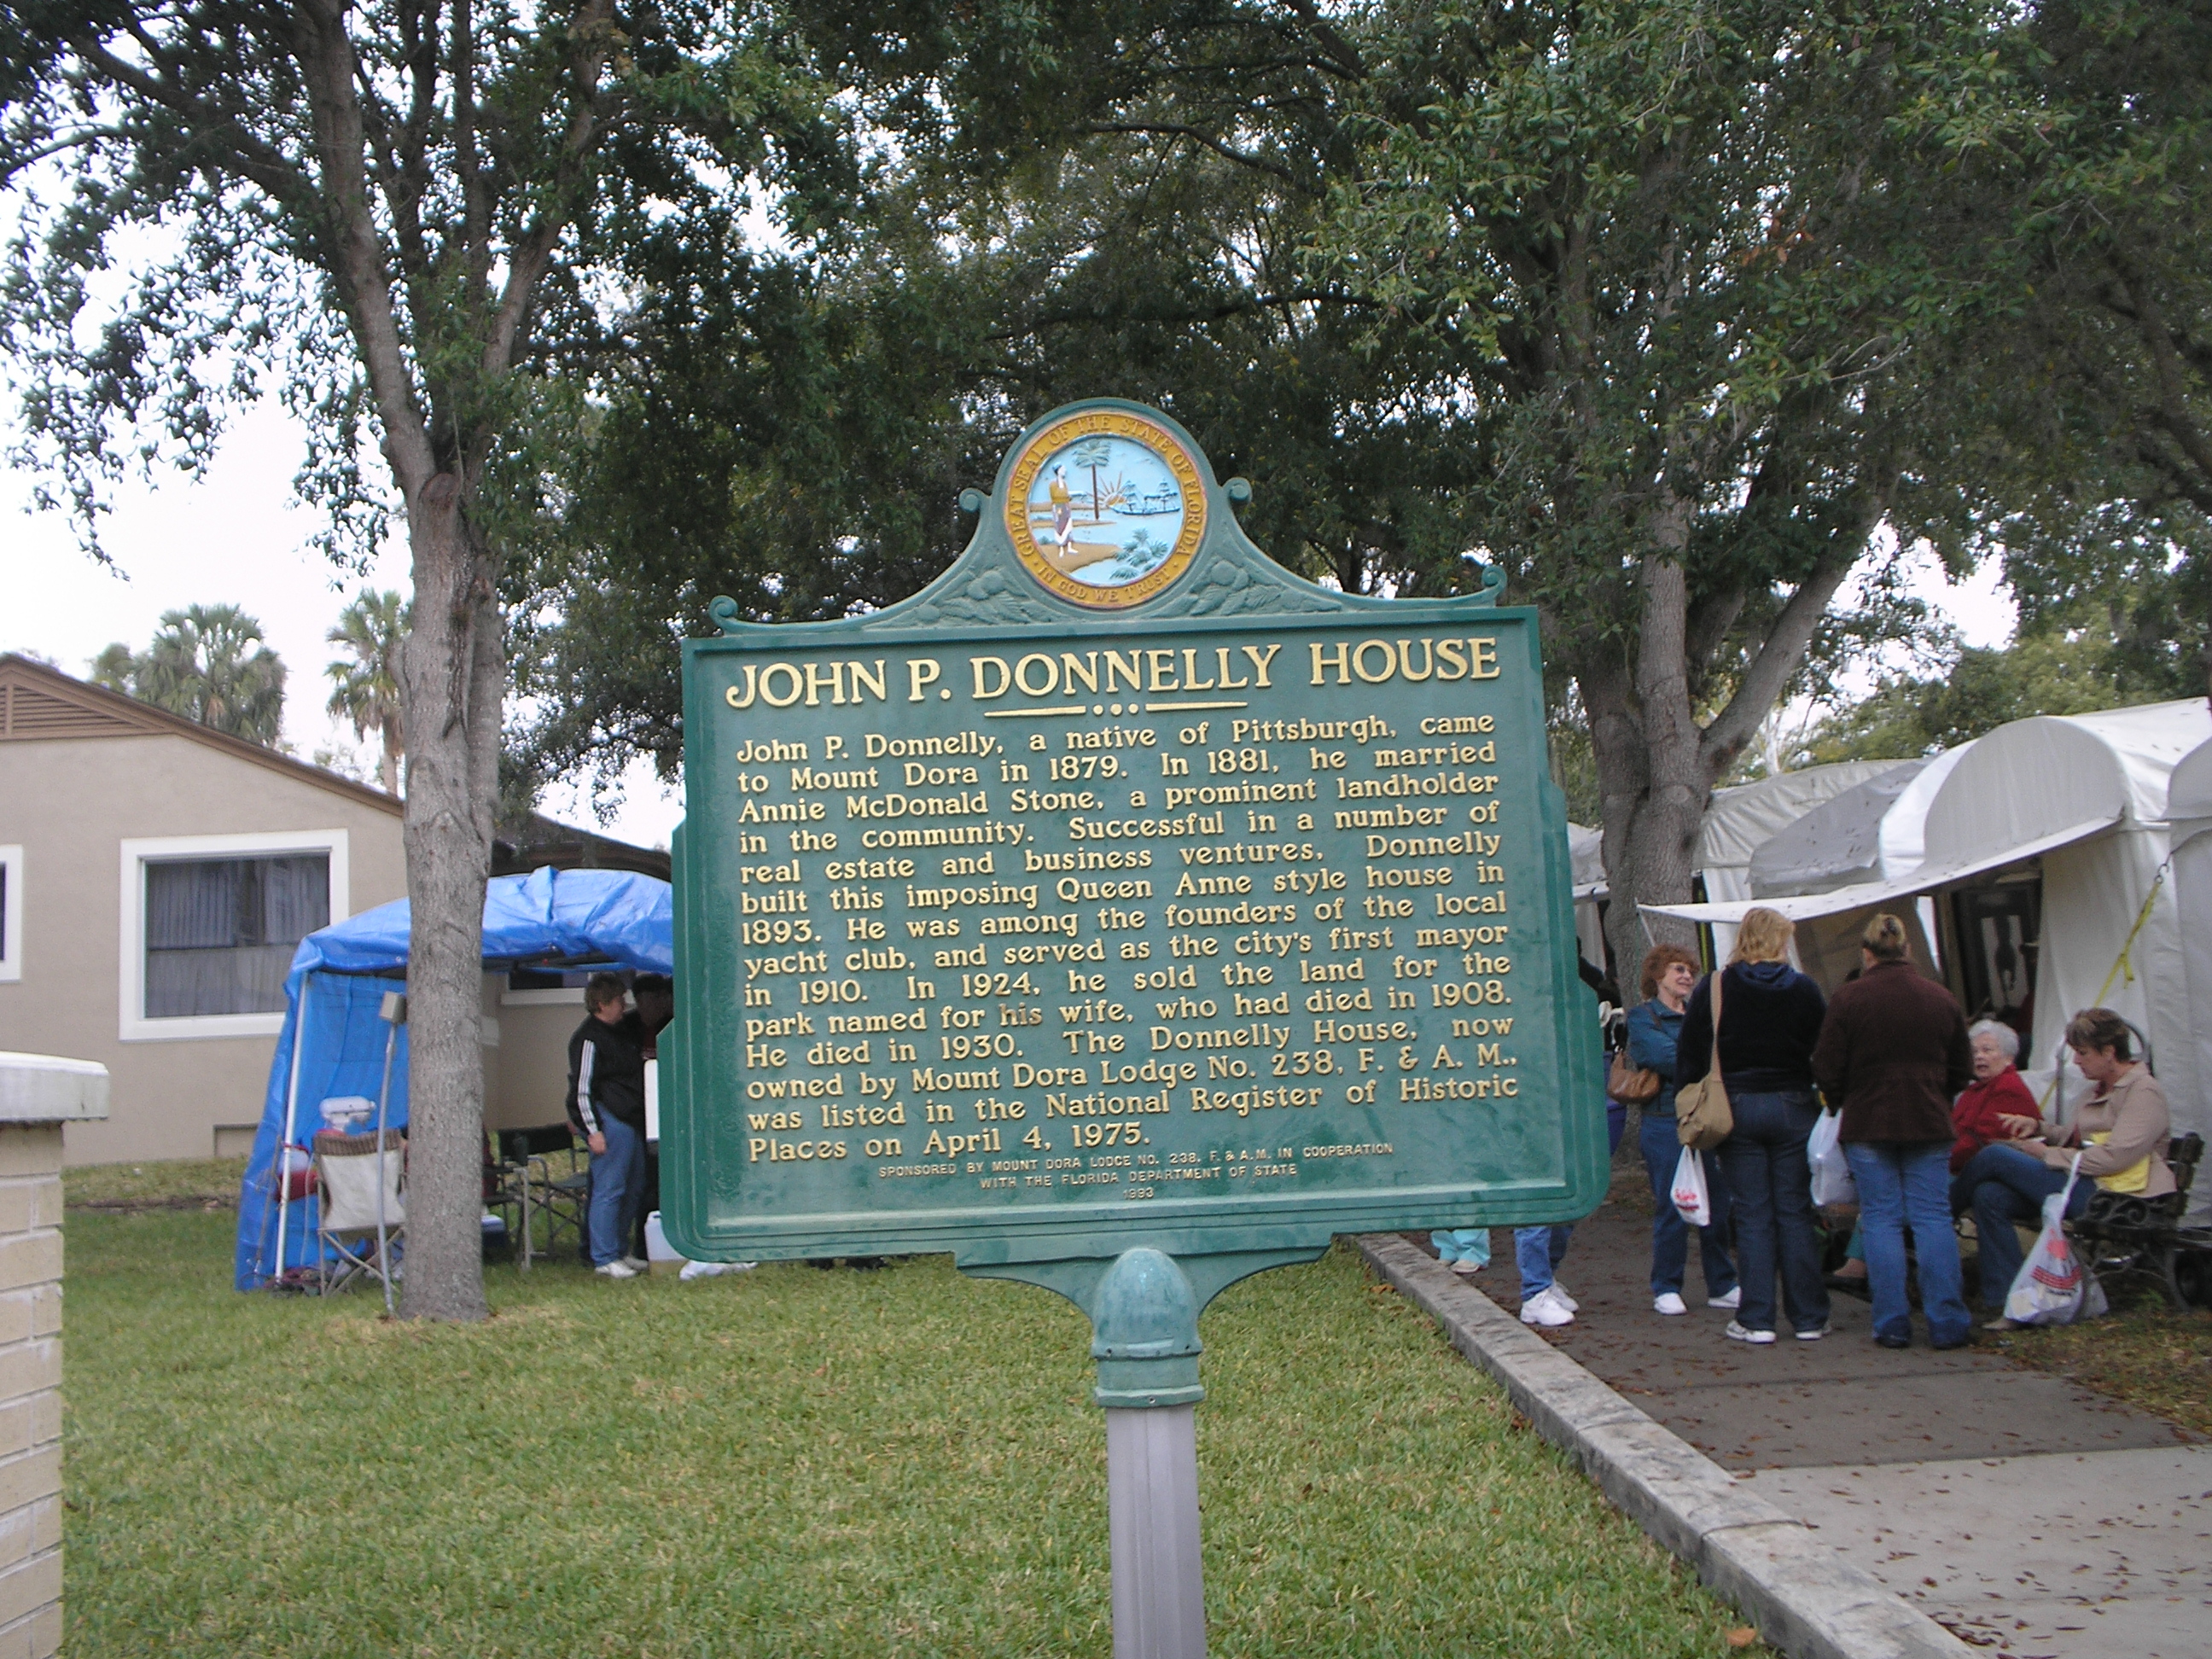 GREAT SEAL OF THE STATE OF FLORIDA
IN GOD WE TRUST
JOHN P. DONNELLY HOUSE
John P. Donnelly, a native of Pittsburgh, came
to Mount Dora in 1879. In 1881, he married
Annie McDonald Stone, a prominent landholder
in the community. Successful in a number of
real estate and business ventures, Donnelly
built this imposing Queen Anne style house in
1893. He was among the founders of the local
yacht club, and served as the city's first mayor
in 1910. In 1924, he sold the land for the
park named for his wife, who had died in 1908.
He died in 1930. The Donnelly House, now
owned by Mount Dora Lodge No. 238, F. & A. M.,
was listed in the National Register of Historic
Places on April 4, 1975.
SPONSORED BY MOUNT DORA LODGE NO. 238, F. & A.M. IN COOPERATION
WITH THE FLORIDA DEPARTMENT OF STATE
1993